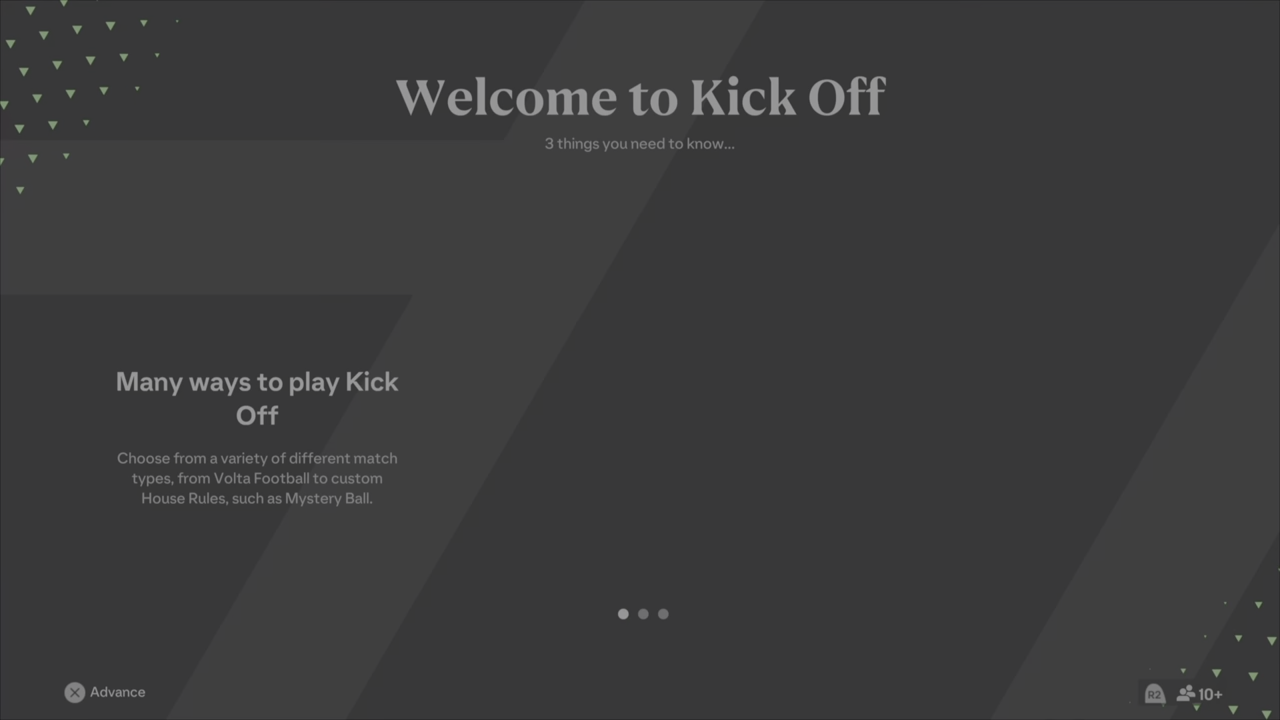 Welcome to Kick Off
3 things you need to know...
Many ways to play Kick
Off
Choose from a variety of different match
types, from Volta Football to custom
House Rules, such as Mystery Ball.
Advance
R2 10+